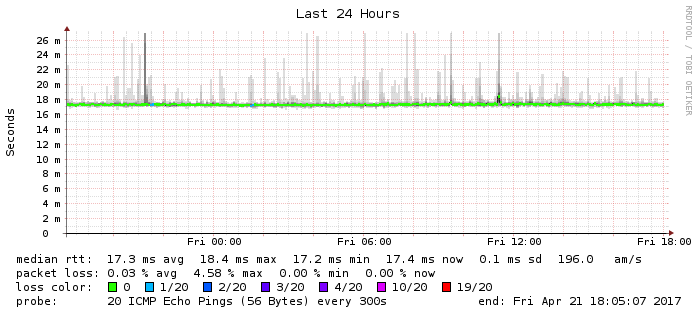 Last 24 Hours
RRDTOOL / TOBI OETIKER
Seconds
26 m
24 m
22 m
20 m
18 m
16 m
14 m
12 m
10 m
8 m
6 m
4 m
2 m
0
Fri 00:00 Fri 06:00 Fri 12:00 Fri 18:00
median rtt: 17.3 ms avg 18.4 ms max 17.2 ms min 17.4 ms now 0.1 ms sd 196.0 am/s
packet loss: 0.03 % avg 4.58 % max 0.00 % min 0.00 % now
loss color: 0 1/20 2/20 3/20 4/20 10/20 19/20
probe: 20 ICMP Echo Pings (56 Bytes) every 300s end: Fri Apr 21 18:05:07 2017